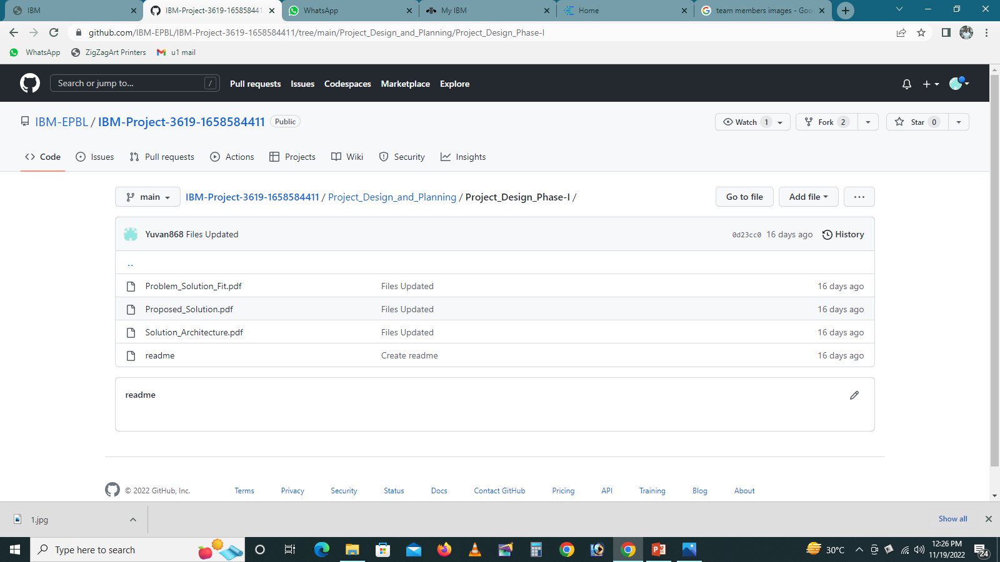 IBM
IBM-Project-3619-165858441
WhatsApp
My IBM
Home
team members images - Goo
github.com/IBM-EPBL/IBM-Project-3619-1658584411/tree/main/Project_Design_and_Planning/Project_Design_Phase-I
WhatsApp
ZigZagArt Printers
u1 mail
Search or jump to...
/
Pull requests
Issues
Codespaces
Marketplace
Explore
IBM-EPBL / IBM-Project-3619-1658584411
Public
Watch 1
Fork 2
Star 0
Code
Issues
Pull requests
Actions
Projects
Wiki
Security
Insights
main
IBM-Project-3619-1658584411 / Project_Design_and_Planning / Project_Design_Phase-I /
Go to file
Add file
...
Yuvan868 Files Updated
0d23cc0 16 days ago
History
..
Problem_Solution_Fit.pdf Files Updated 16 days ago
Proposed_Solution.pdf Files Updated 16 days ago
Solution_Architecture.pdf Files Updated 16 days ago
readme Create readme 16 days ago
readme
© 2022 GitHub, Inc.
Terms
Privacy
Security
Status
Docs
Contact GitHub
Pricing
API
Training
Blog
About
1.jpg
Show all
Type here to search
30°C
12:26 PM
11/19/2022
24